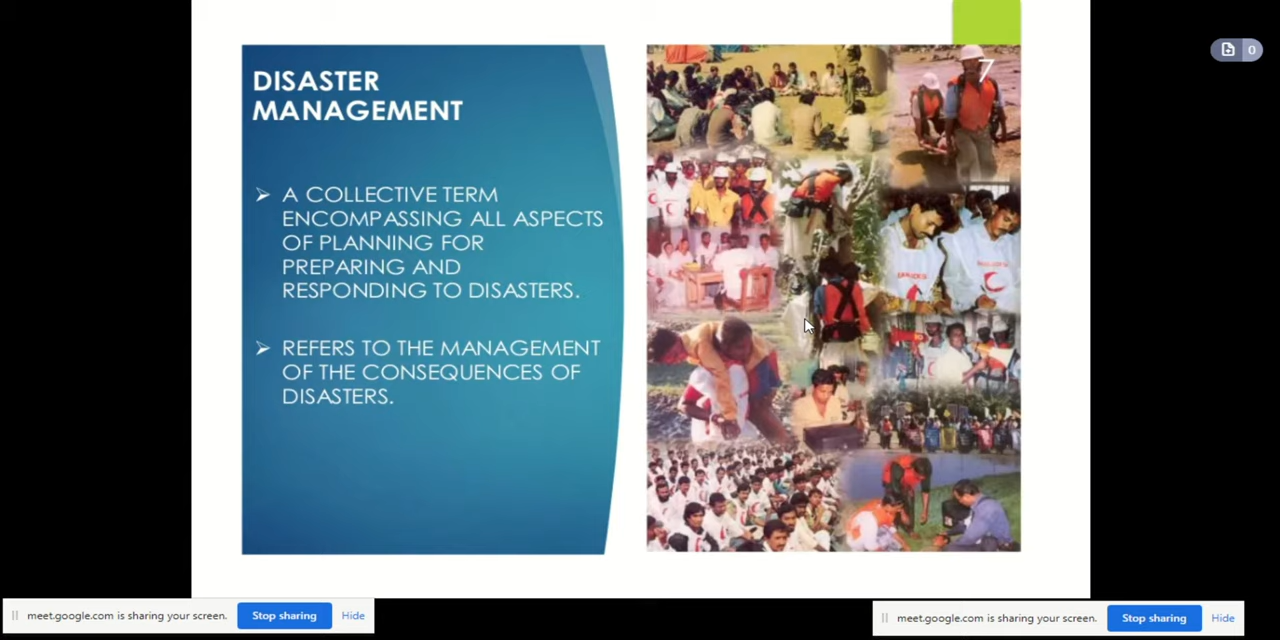 DISASTER
MANAGEMENT
7
0
➢ A COLLECTIVE TERM
ENCOMPASSING ALL ASPECTS
OF PLANNING FOR
PREPARING AND
RESPONDING TO DISASTERS.
➢ REFERS TO THE MANAGEMENT
OF THE CONSEQUENCES OF
DISASTERS.
meet.google.com is sharing your screen. Stop sharing Hide
meet.google.com is sharing your screen. Stop sharing Hide